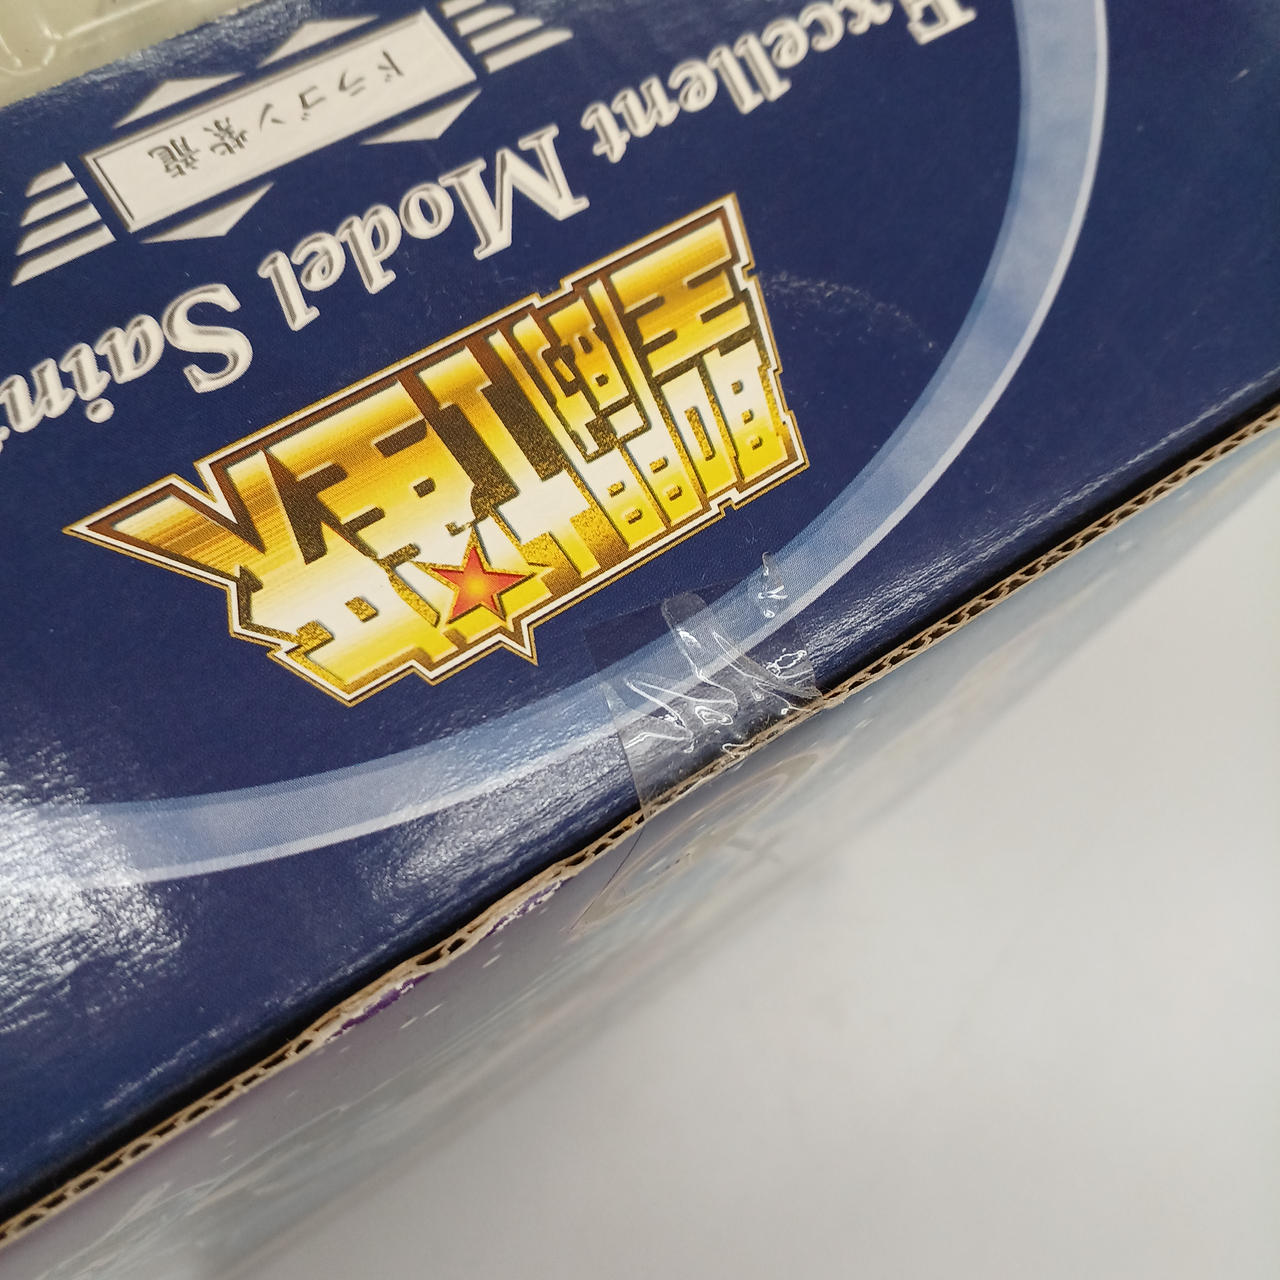 聖闘士星矢
Excellent Model Sain
ドラゴン紫龍